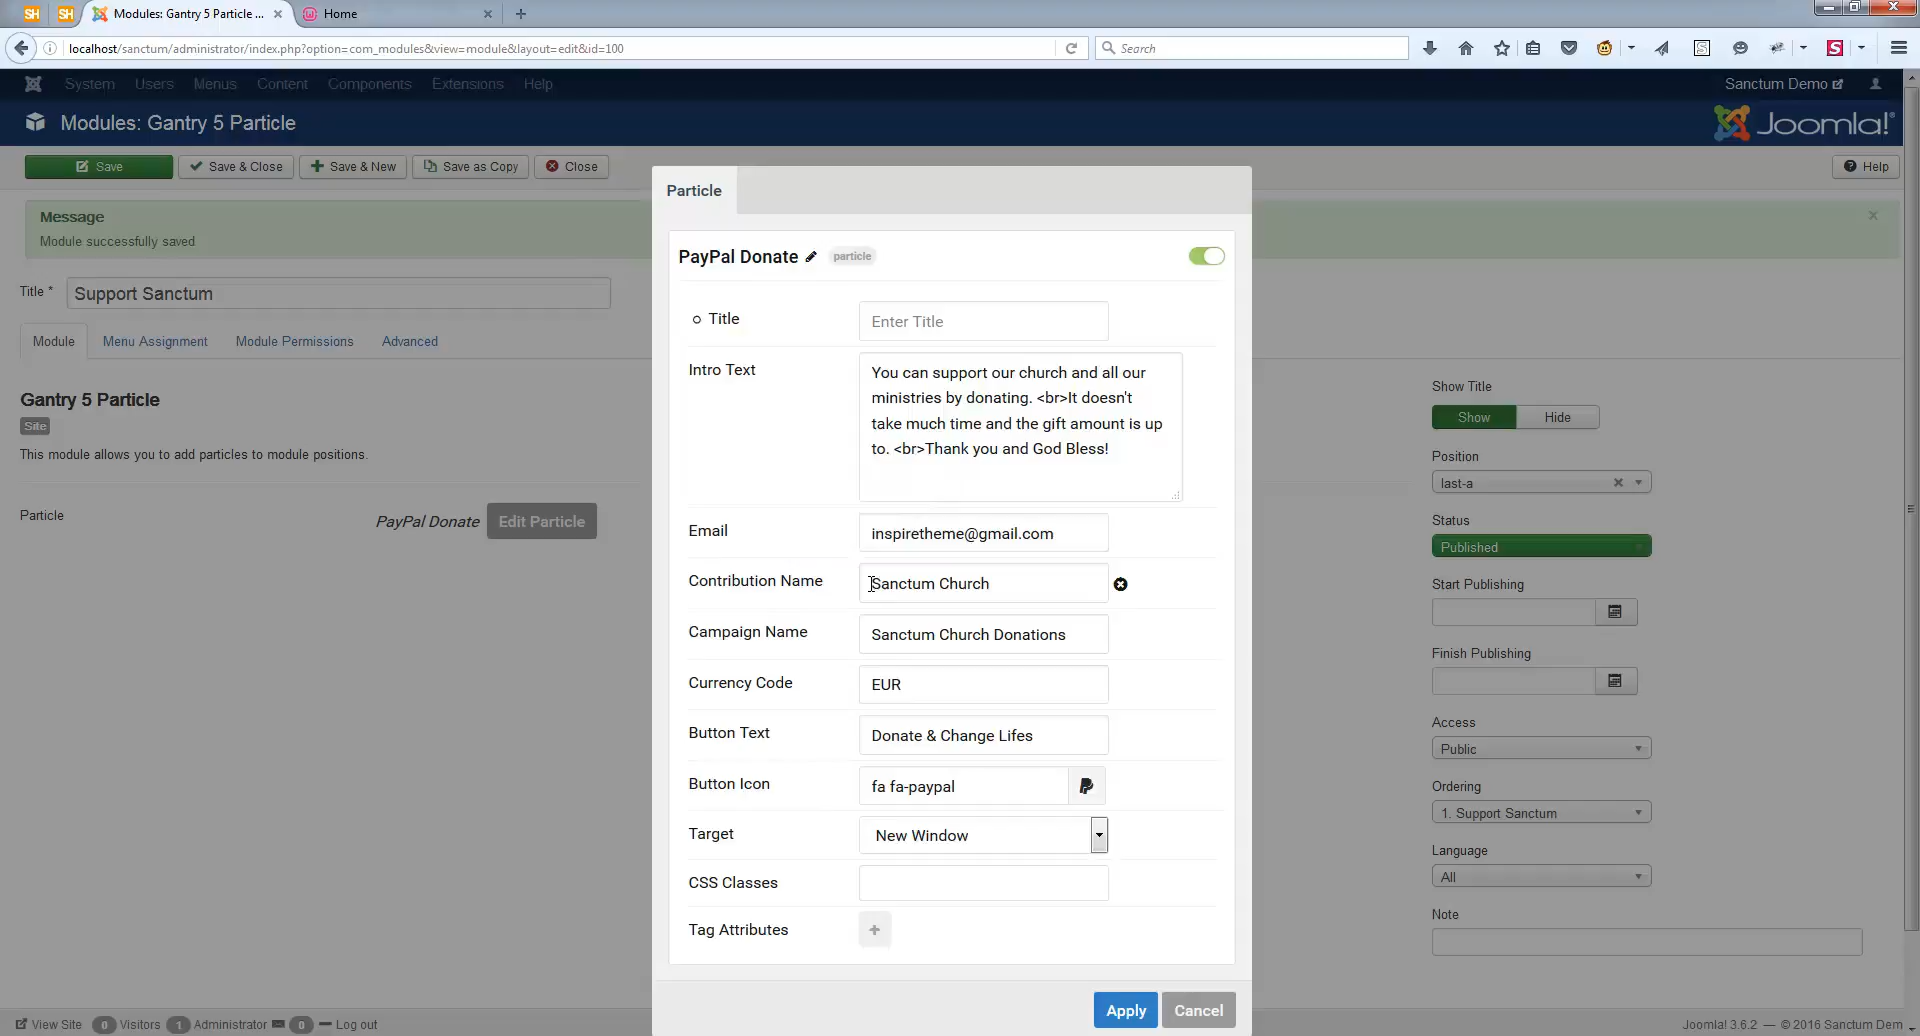 SH
SH
Modules: Gantry 5 Particle ...
Home
localhost/sanctum/administrator/index.php?option=com_modules&view=module&layout=edit&id=100
Search
S
S
System
Users
Menus
Content
Components
Extensions
Help
Sanctum Demo
Modules: Gantry 5 Particle
Joomla!
Save
Save & Close
Save & New
Save as Copy
Close
Help
Message
Module successfully saved
Title *
Support Sanctum
Module
Menu Assignment
Module Permissions
Advanced
Gantry 5 Particle
Site
This module allows you to add particles to module positions.
Particle
PayPal Donate
Edit Particle
Particle
PayPal Donate
particle
Title
Enter Title
Intro Text
You can support our church and all our
ministries by donating. <br>It doesn't
take much time and the gift amount is up
to. <br>Thank you and God Bless!
Email
inspiretheme@gmail.com
Contribution Name
Sanctum Church
Campaign Name
Sanctum Church Donations
Currency Code
EUR
Button Text
Donate & Change Lifes
Button Icon
fa fa-paypal
Target
New Window
CSS Classes
Tag Attributes
Apply
Cancel
Show Title
Show
Hide
Position
last-a
Status
Published
Start Publishing
Finish Publishing
Access
Public
Ordering
1. Support Sanctum
Language
All
Note
View Site
0
Visitors
1
Administrator
0
Log out
Joomla! 3.6.2 — © 2016 Sanctum Dem